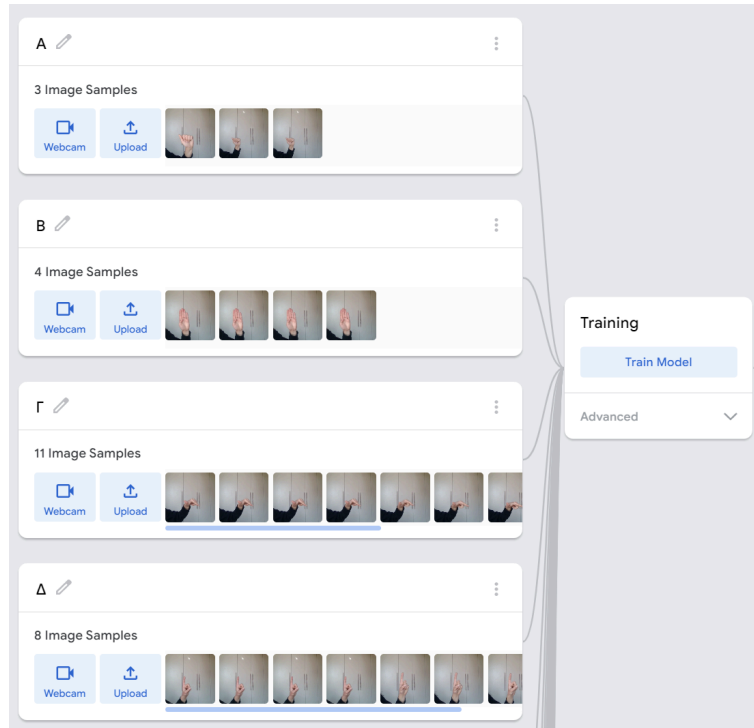 Α
3 Image Samples
Webcam Upload
Β
4 Image Samples
Webcam Upload
Γ
11 Image Samples
Webcam Upload
Δ
8 Image Samples
Webcam Upload
Training
Train Model
Advanced